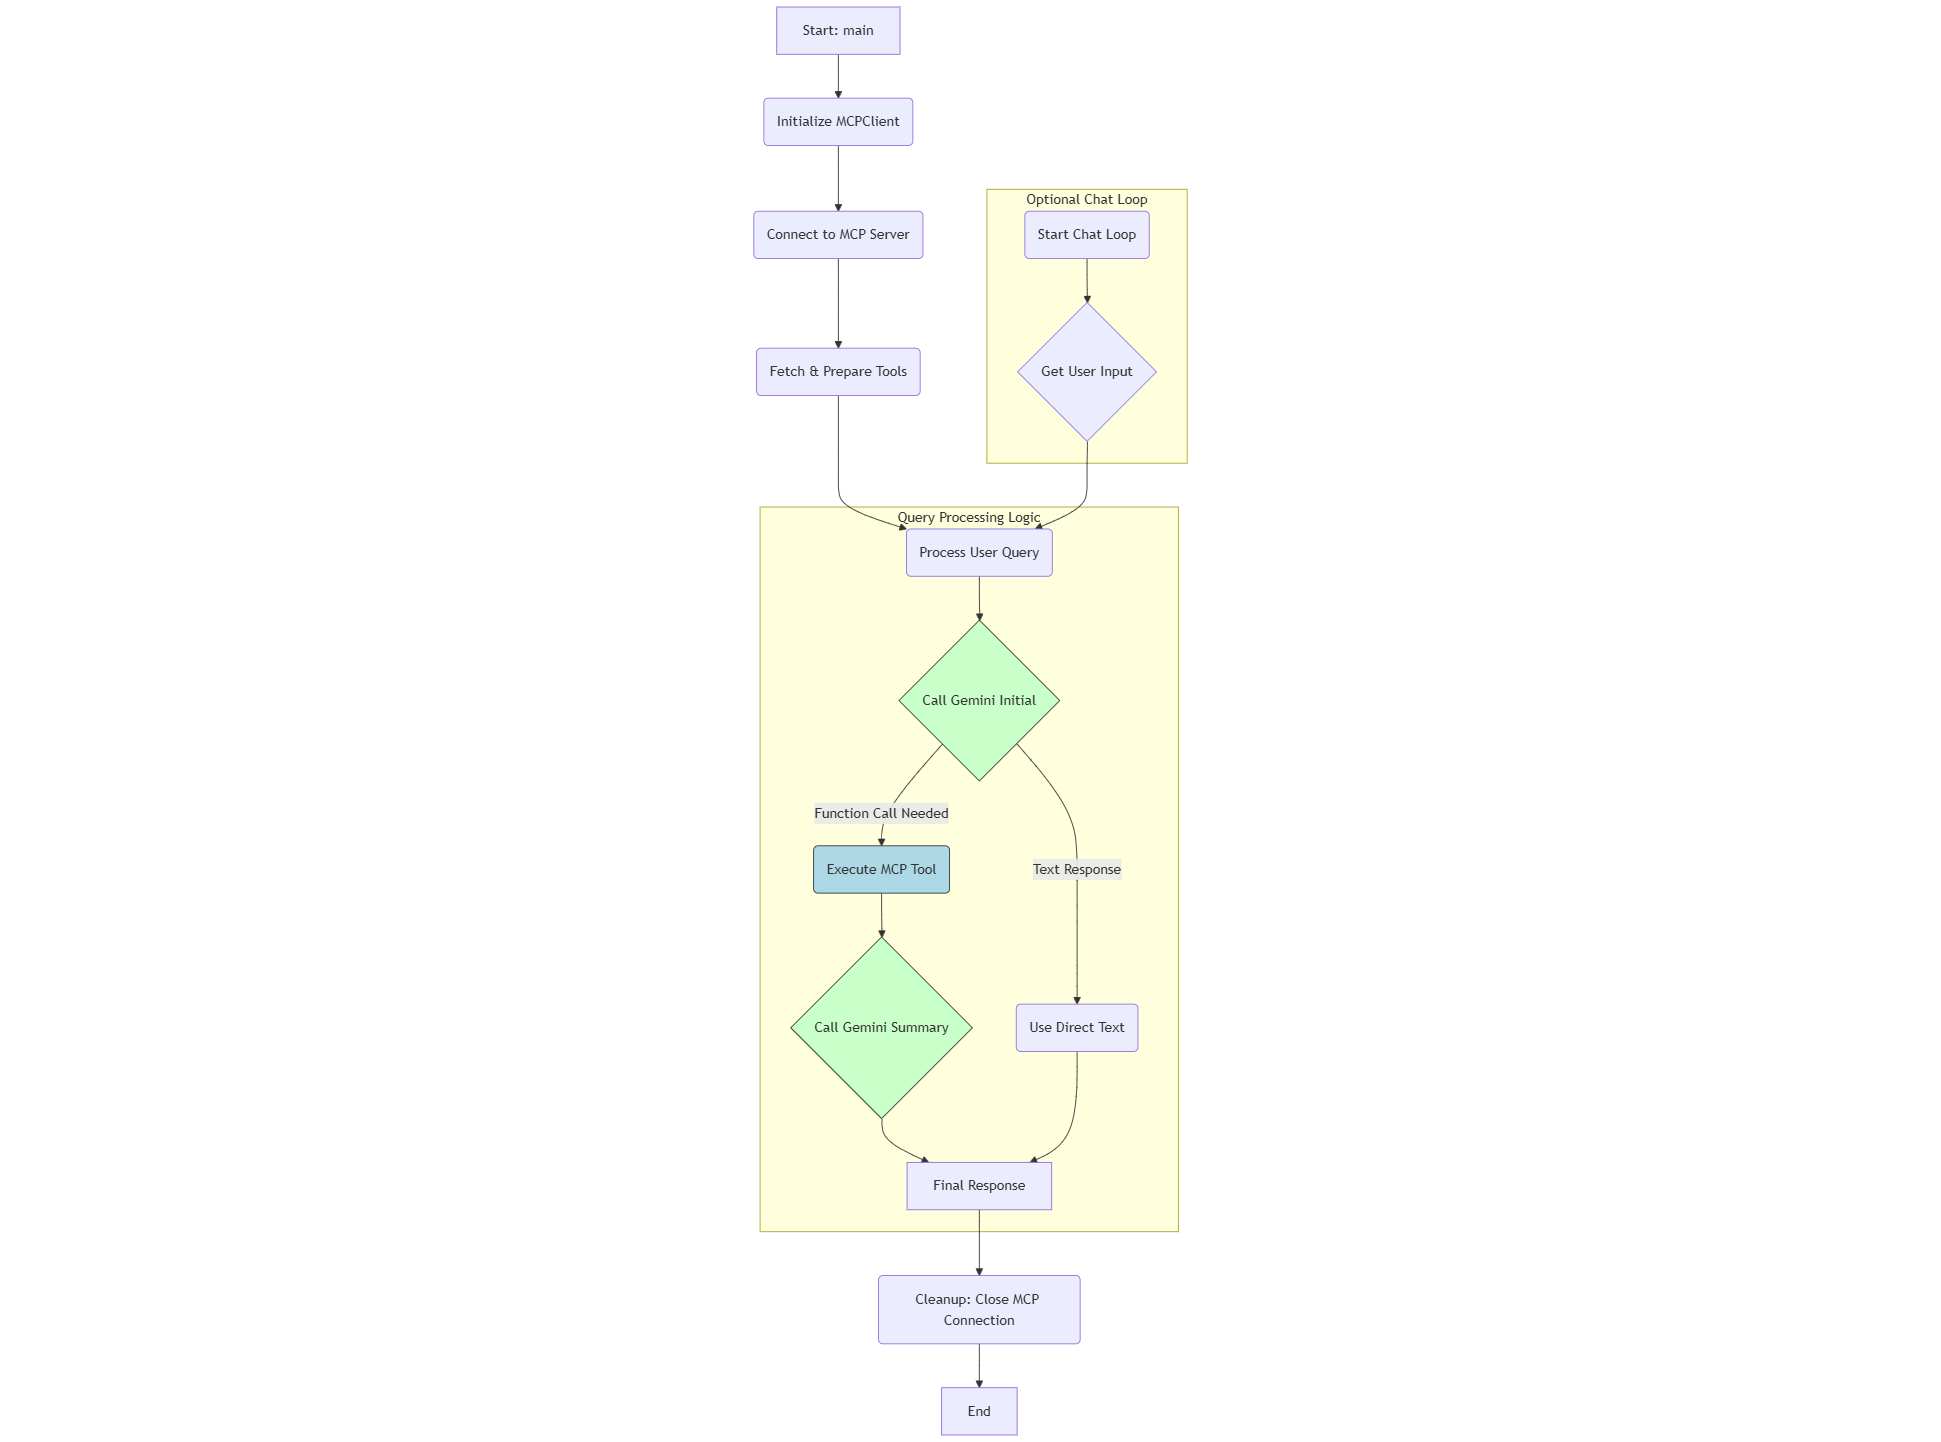 Start: main
Initialize MCPClient
Optional Chat Loop
Connect to MCP Server
Start Chat Loop
Fetch & Prepare Tools
Get User Input
Query Processing Logic
Process User Query
Call Gemini Initial
Function Call Needed
Execute MCP Tool
Text Response
Call Gemini Summary
Use Direct Text
Final Response
Cleanup: Close MCP
Connection
End